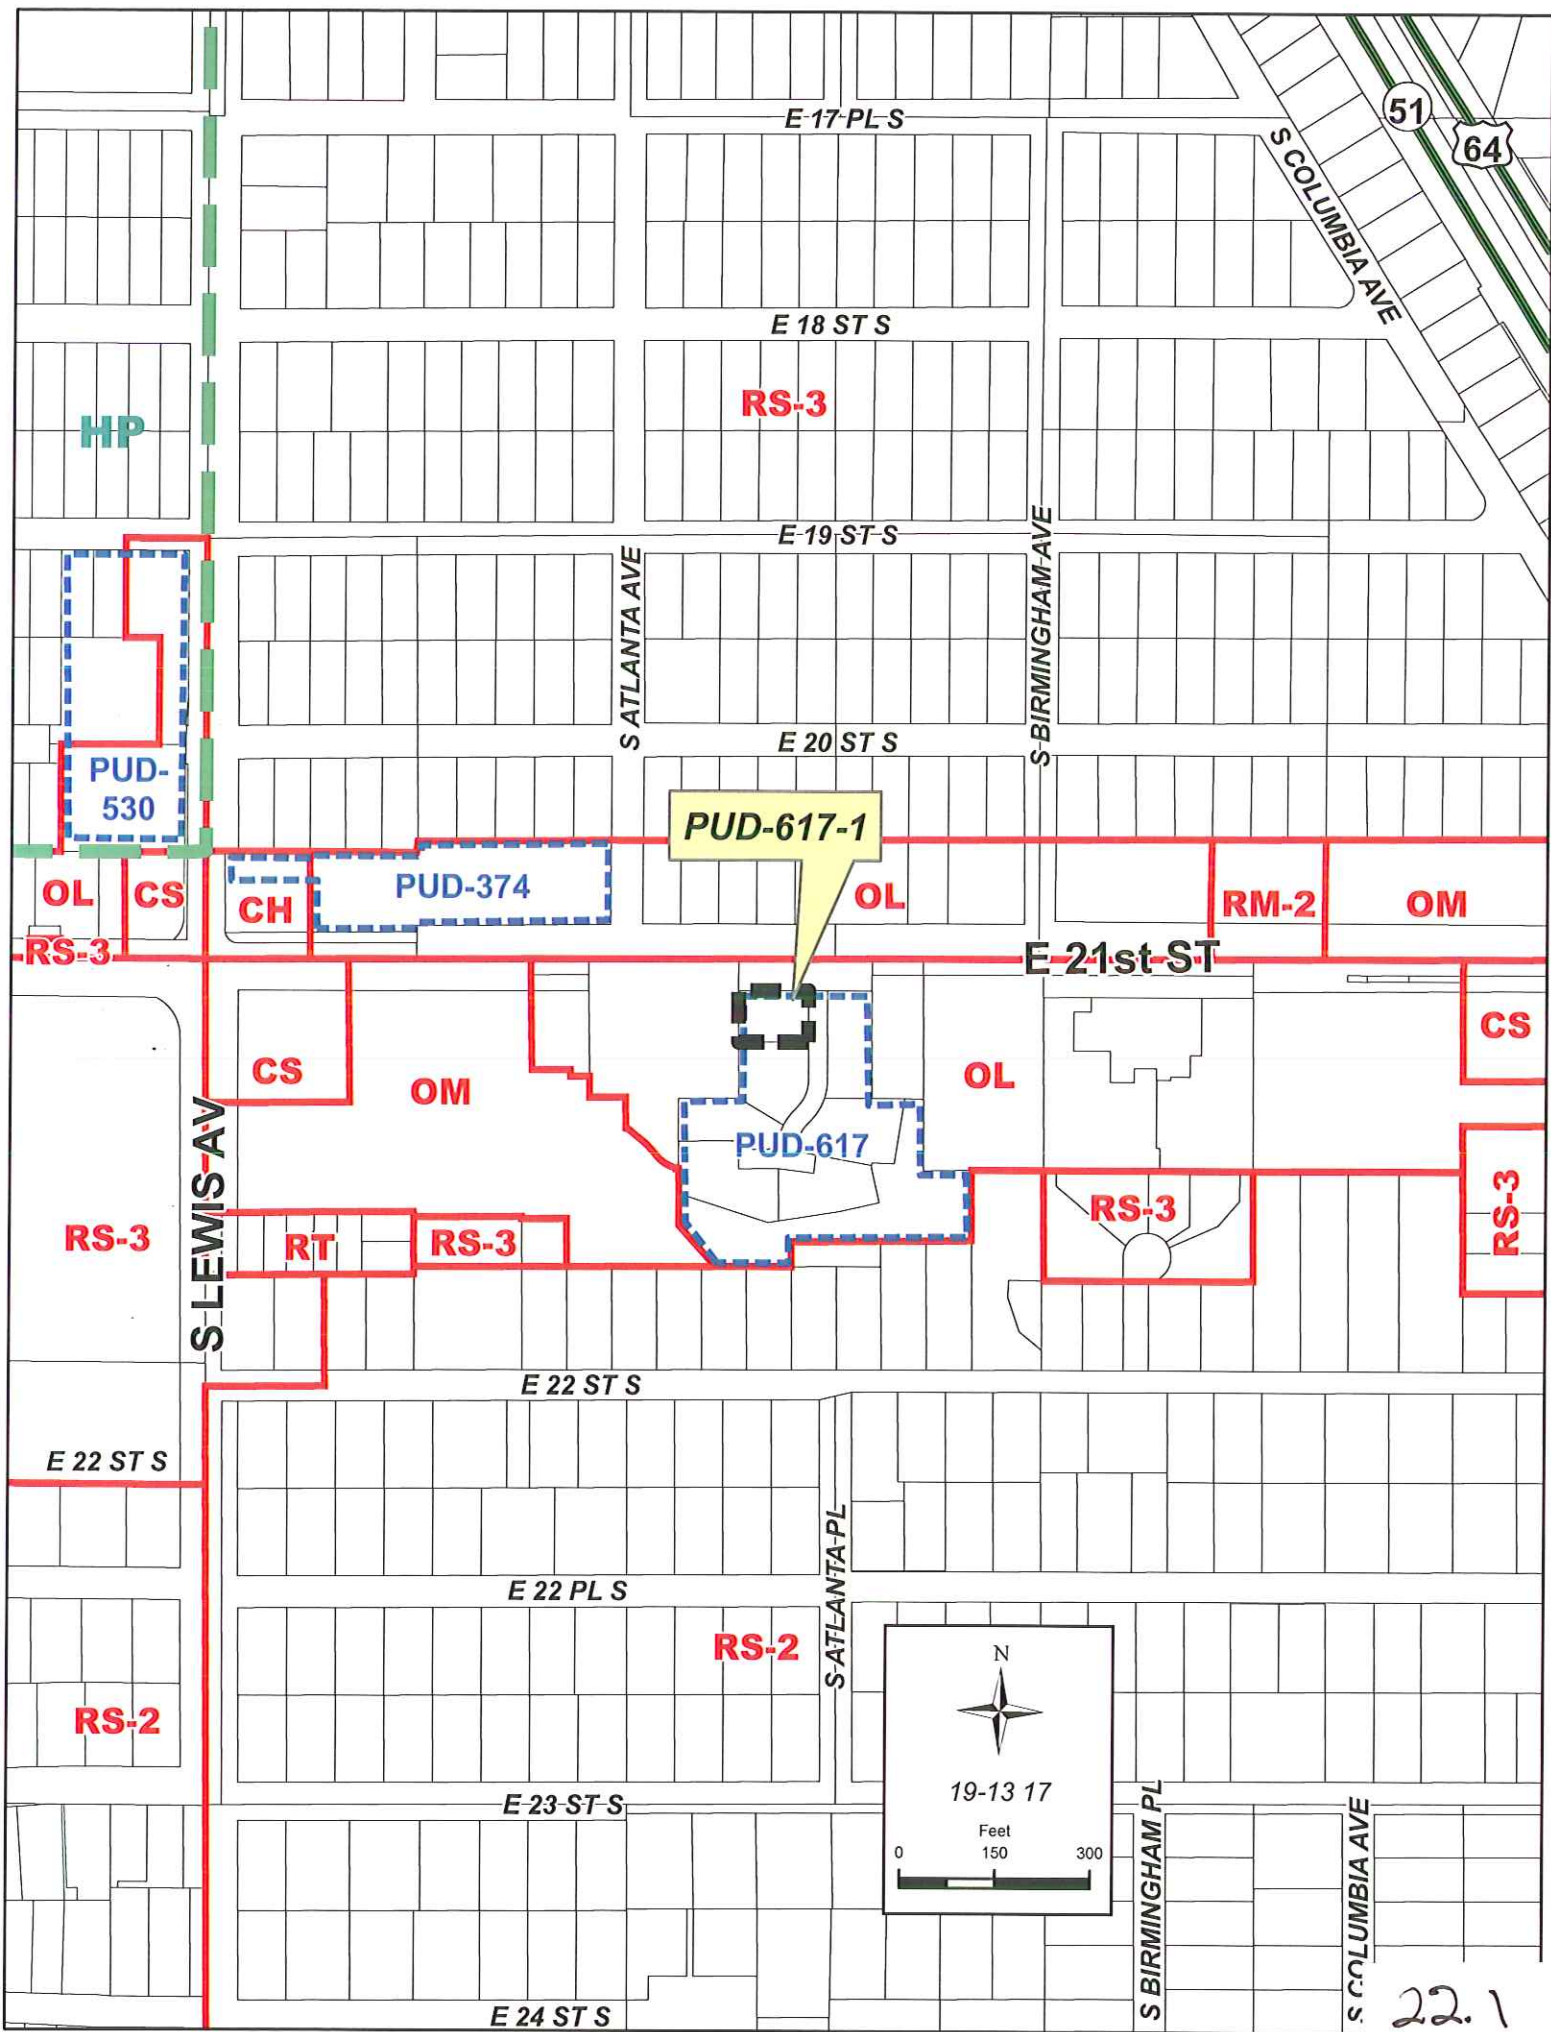 E 17 PL S
51
64
S COLUMBIA AVE
E 18 ST S
RS-3
HP
E 19 ST S
S ATLANTA AVE
S BIRMINGHAM AVE
E 20 ST S
PUD-
530
PUD-617-1
OL
CS
CH
PUD-374
OL
RM-2
OM
RS-3
E 21st ST
CS
CS
OM
OL
PUD-617
S LEWIS AV
RS-3
RT
RS-3
RS-3
RS-3
E 22 ST S
E 22 ST S
S ATLANTA PL
E 22 PL S
RS-2
RS-2
N
19-13 17
Feet
0 150 300
E 23 ST S
S BIRMINGHAM PL
S COLUMBIA AVE
E 24 ST S
22.1